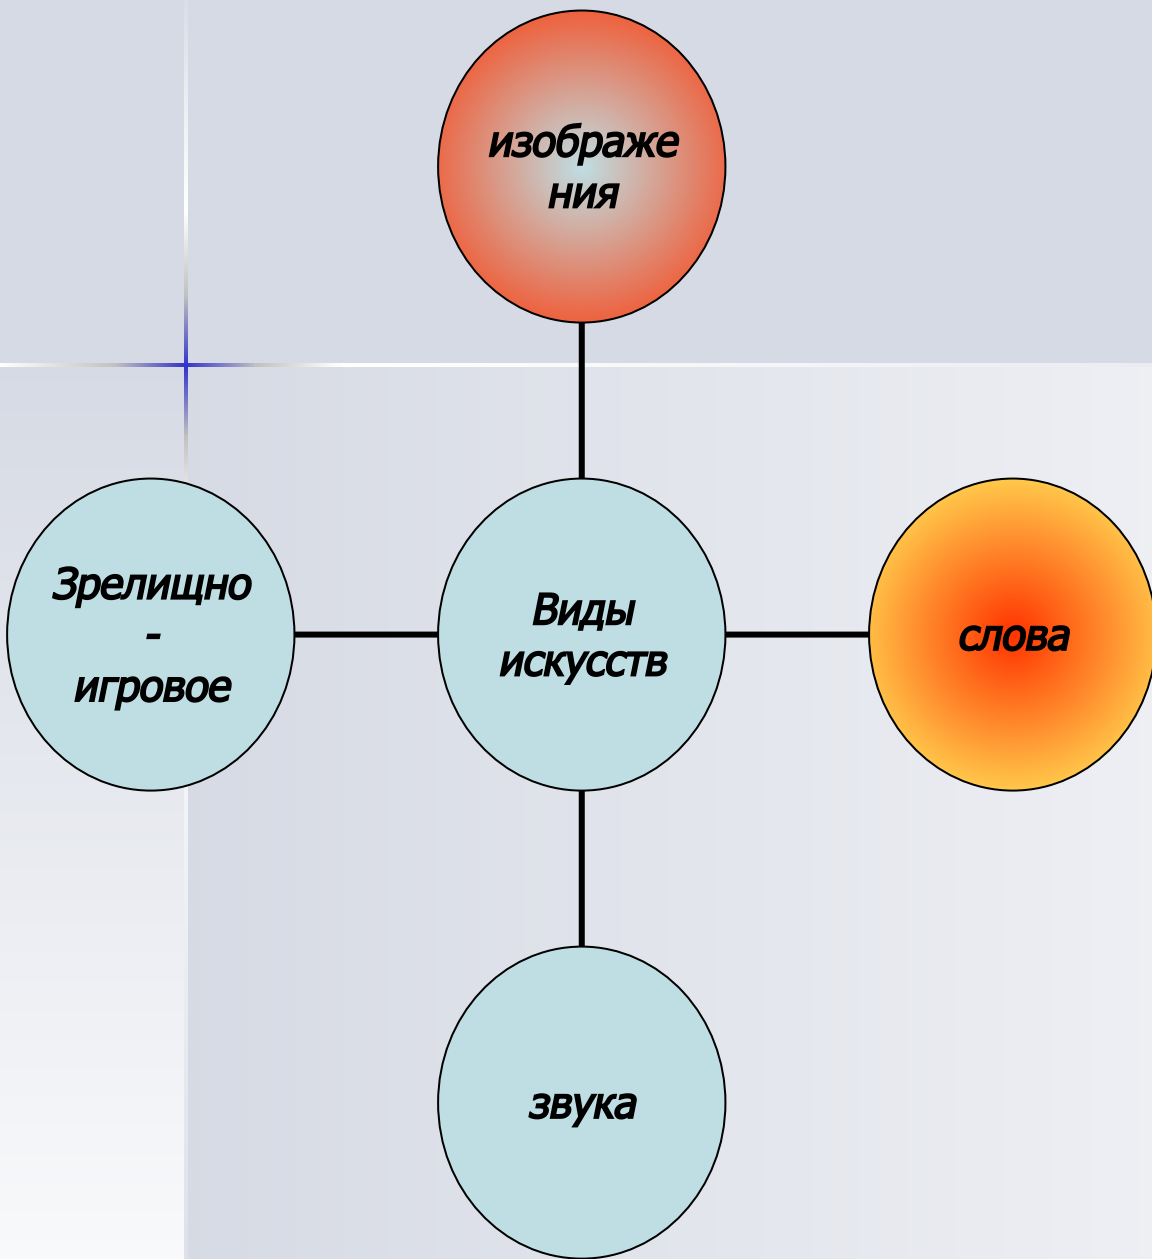 изображе
ния
Зрелищно
-
игровое
Виды
искусств
слова
звука